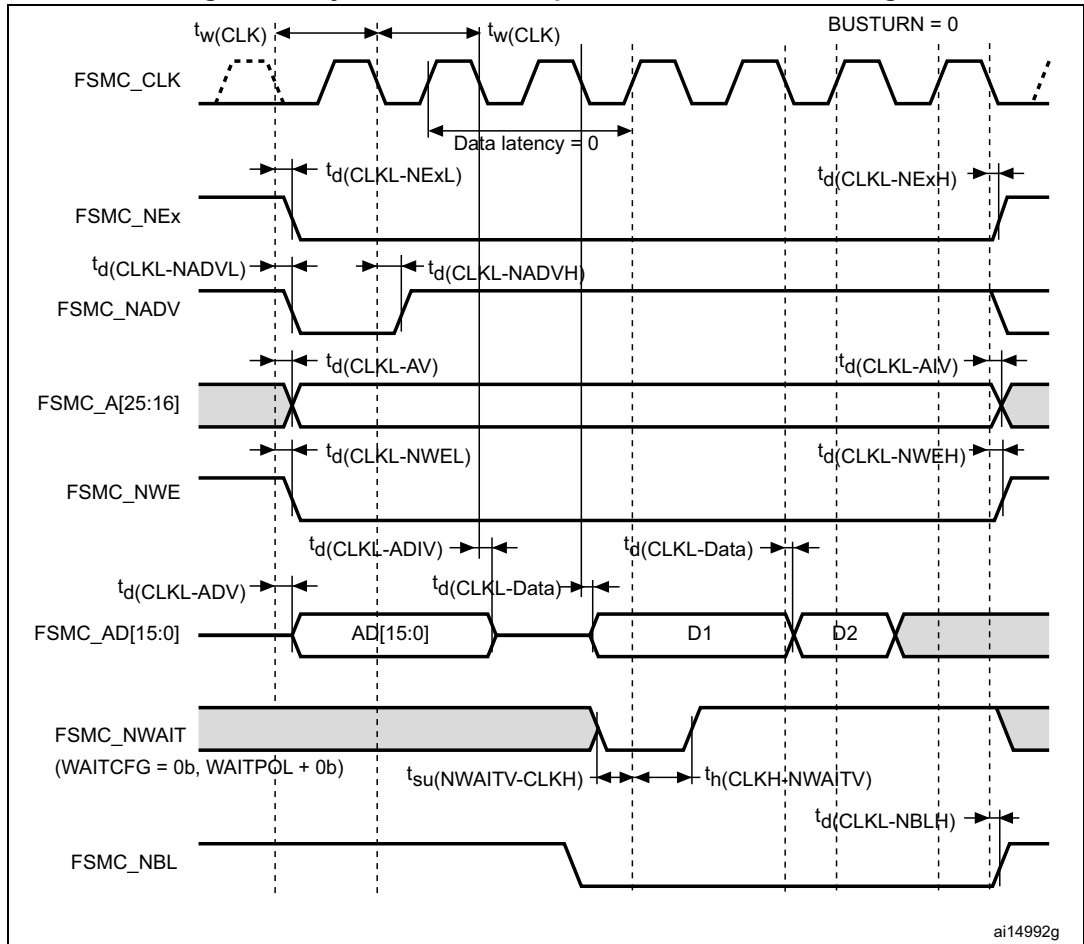 tw(CLK)
tw(CLK)
BUSTURN = 0
FSMC_CLK
Data latency = 0
td(CLKL-NExL)
td(CLKL-NExH)
FSMC_NEx
td(CLKL-NADVL)
td(CLKL-NADVH)
FSMC_NADV
td(CLKL-AV)
td(CLKL-AIV)
FSMC_A[25:16]
td(CLKL-NWEL)
td(CLKL-NWEH)
FSMC_NWE
td(CLKL-ADIV)
td(CLKL-Data)
td(CLKL-ADV)
td(CLKL-Data)
FSMC_AD[15:0]
AD[15:0]
D1
D2
FSMC_NWAIT
(WAITCFG = 0b, WAITPOL + 0b)
tsu(NWAITV-CLKH)
th(CLKH-NWAITV)
td(CLKL-NBLH)
FSMC_NBL
ai14992g